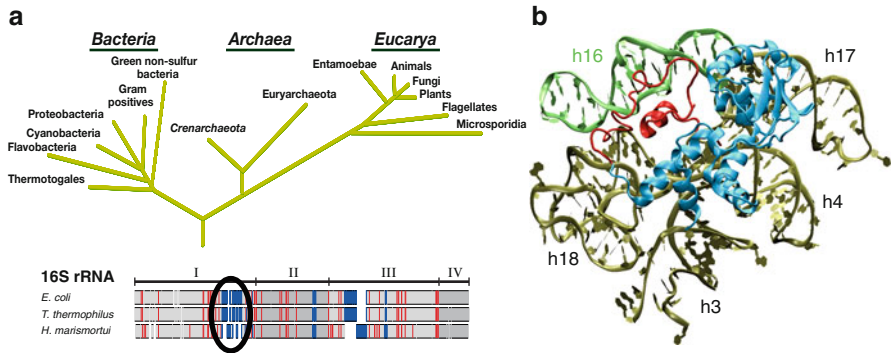 a
Bacteria
Archaea
Eucarya
Green non-sulfur
bacteria
Gram
positives
Proteobacteria
Cyanobacteria
Flavobacteria
Thermotogales
Crenarchaeota
Euryarchaeota
Entamoebae
Animals
Fungi
Plants
Flagellates
Microsporidia
16S rRNA
I II III IV
E. coli
T. thermophilus
H. marismortui
b
h16
h17
h4
h18
h3